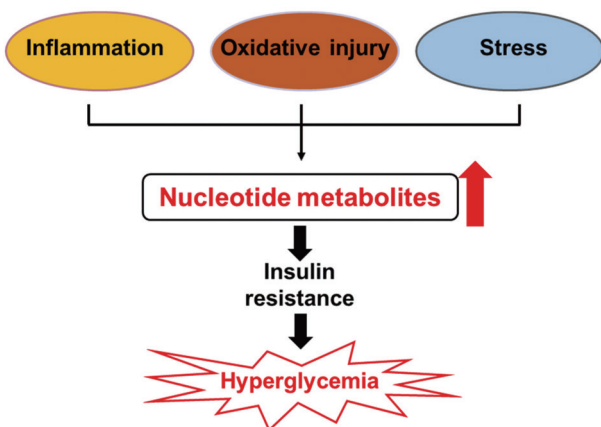 Inflammation
Oxidative injury
Stress
Nucleotide metabolites
Insulin
resistance
Hyperglycemia